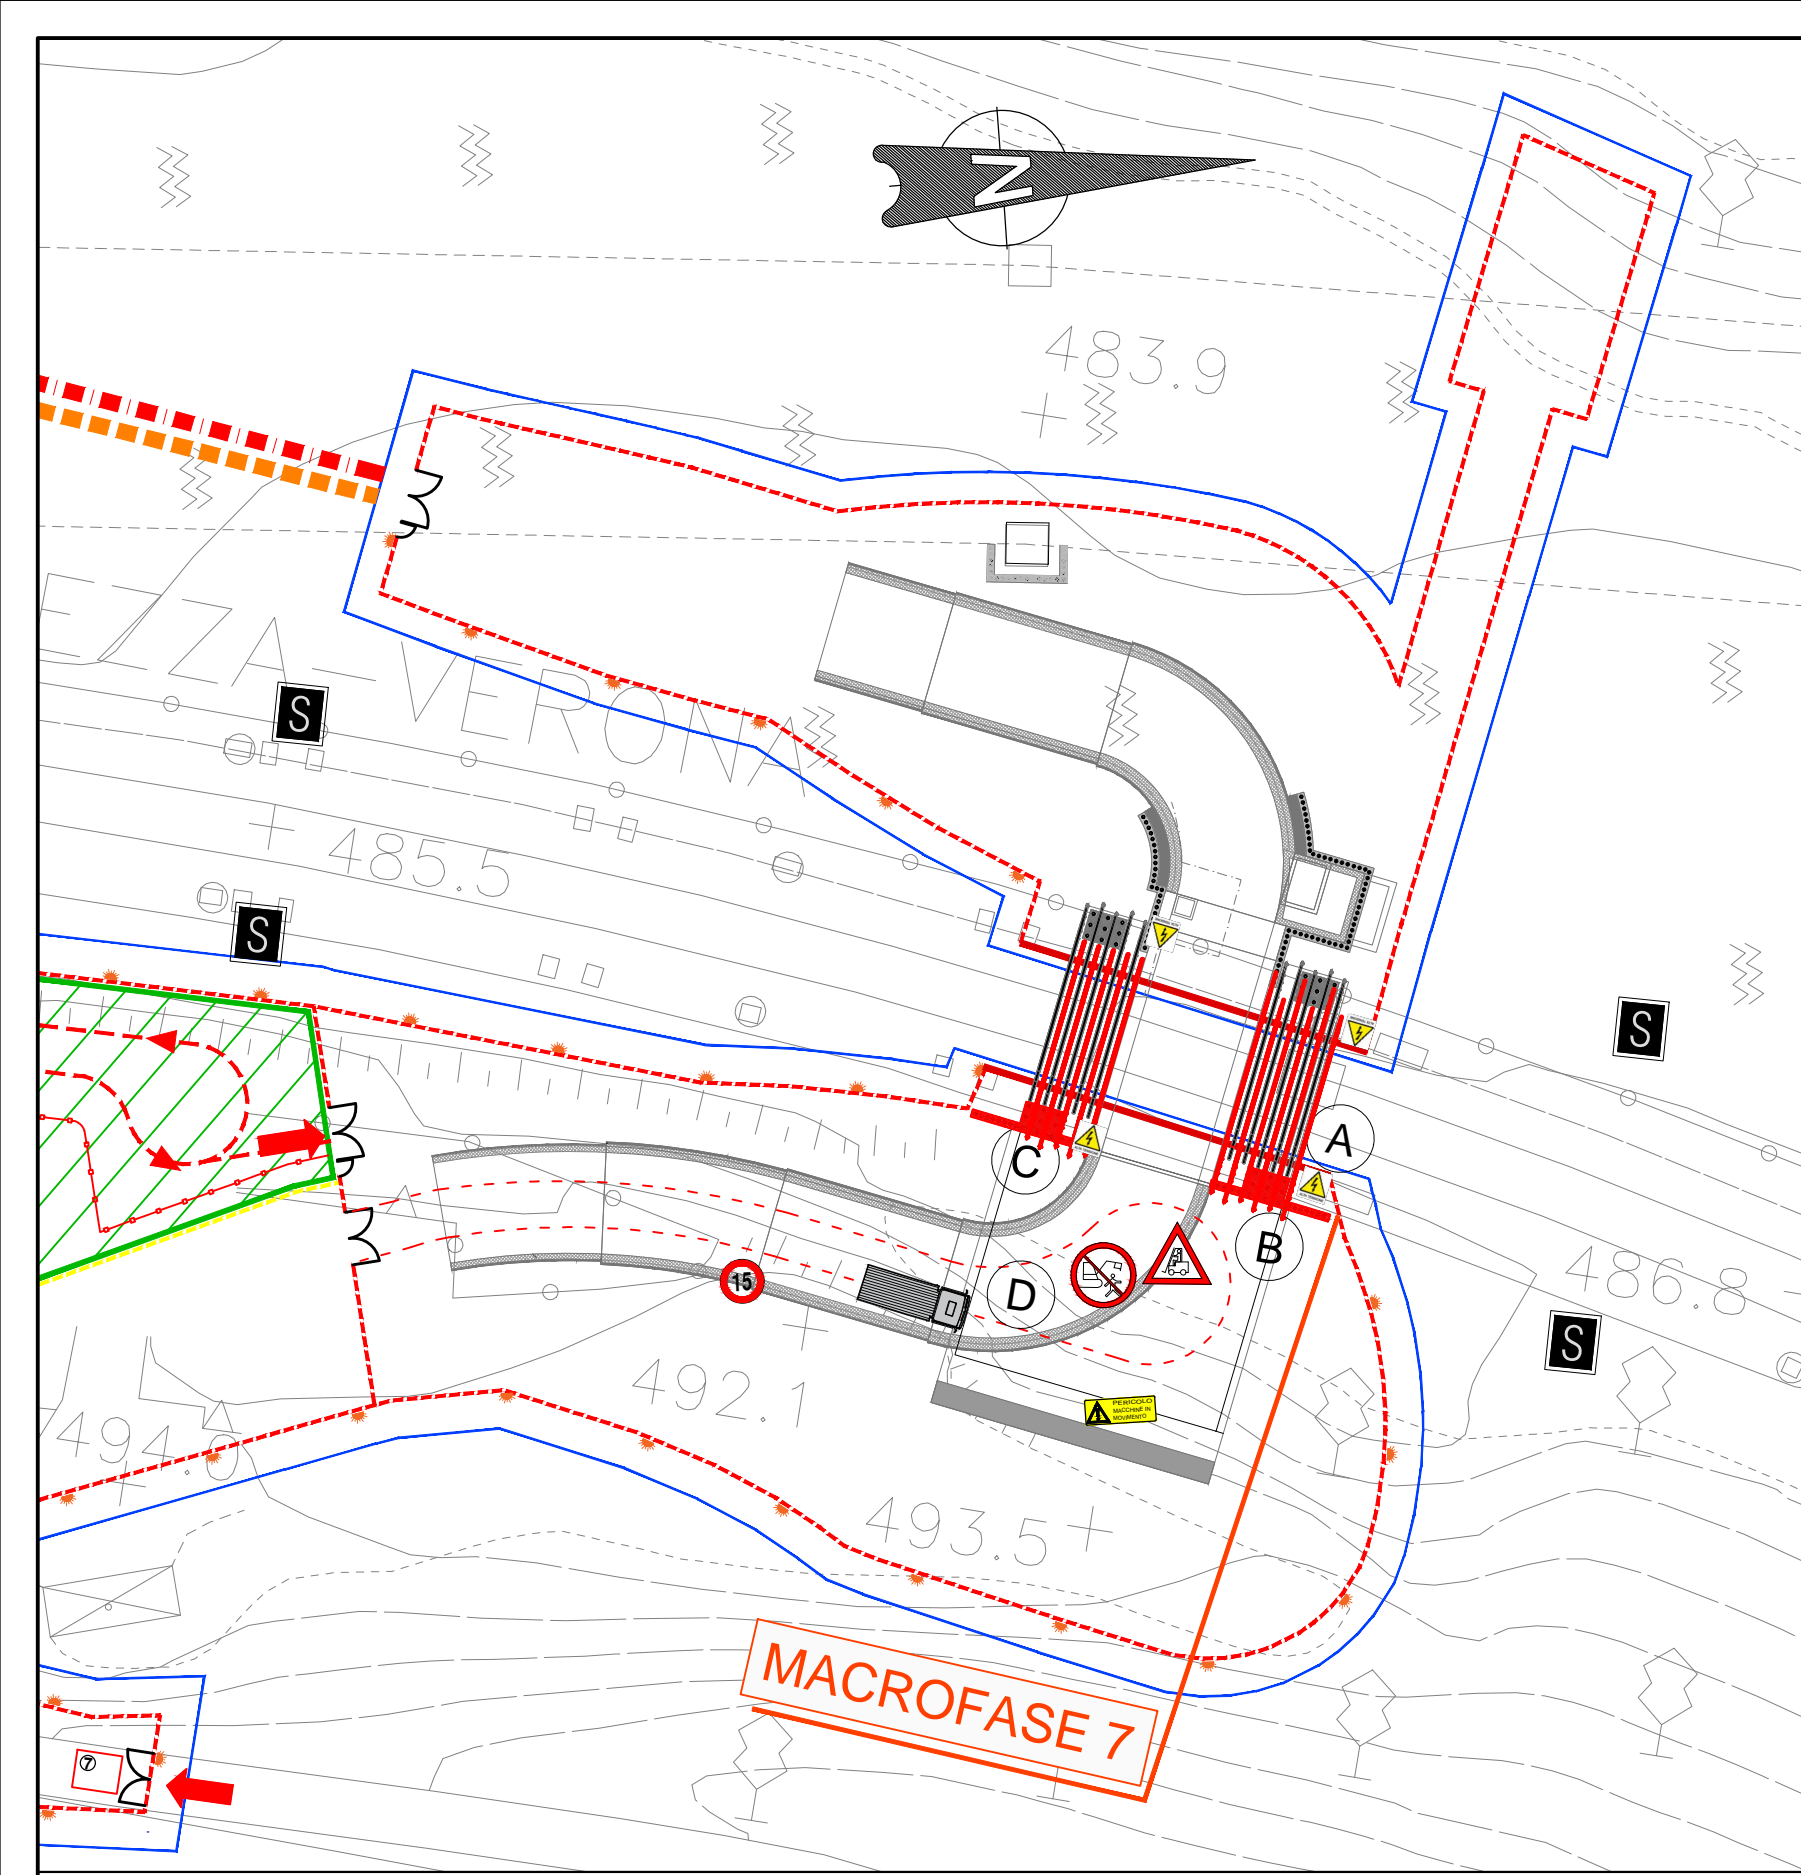 N
483.9
EZZA VERONA
S
485.5
S
S
A
C
B
486.8
D
15
S
492.1
PERICOLO
MACCHINE IN
MOVIMENTO
494.0
493.5
MACROFASE 7
7